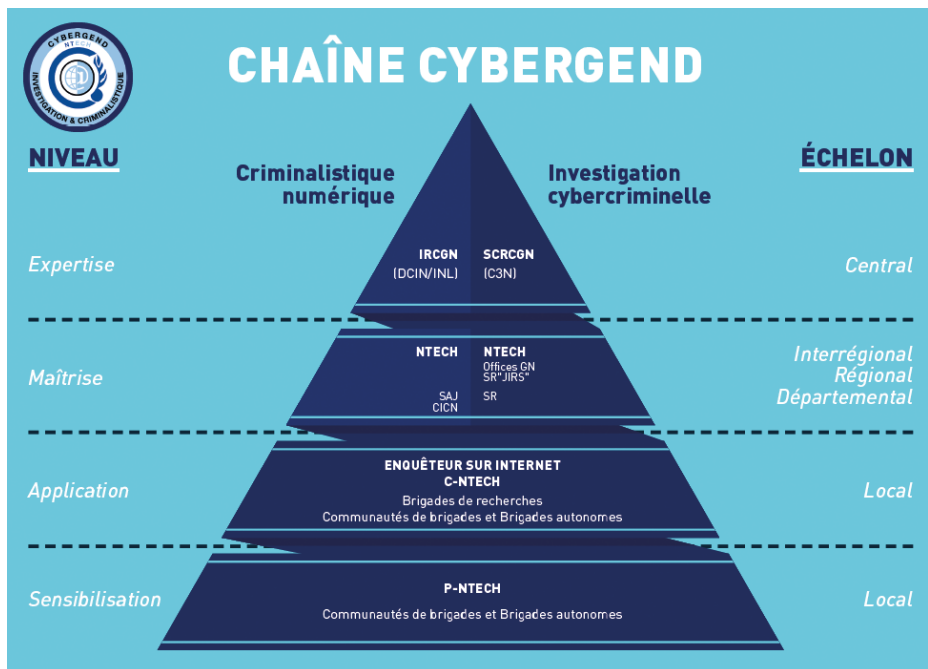 CYBERGEND
NTECH
INVESTIGATION & CRIMINALISTIQUE
CHAÎNE CYBERGEND
NIVEAU
ÉCHELON
Criminalistique
numérique
Investigation
cybercriminelle
Expertise
IRCGN
(DCIN/INL)
SCRCGN
(C3N)
Central
Maîtrise
NTECH
SAJ
CICN
NTECH
Offices GN
SR"JIRS"
SR
Interrégional
Régional
Départemental
Application
ENQUÊTEUR SUR INTERNET
C-NTECH
Brigades de recherches
Communautés de brigades et Brigades autonomes
Local
Sensibilisation
P-NTECH
Communautés de brigades et Brigades autonomes
Local